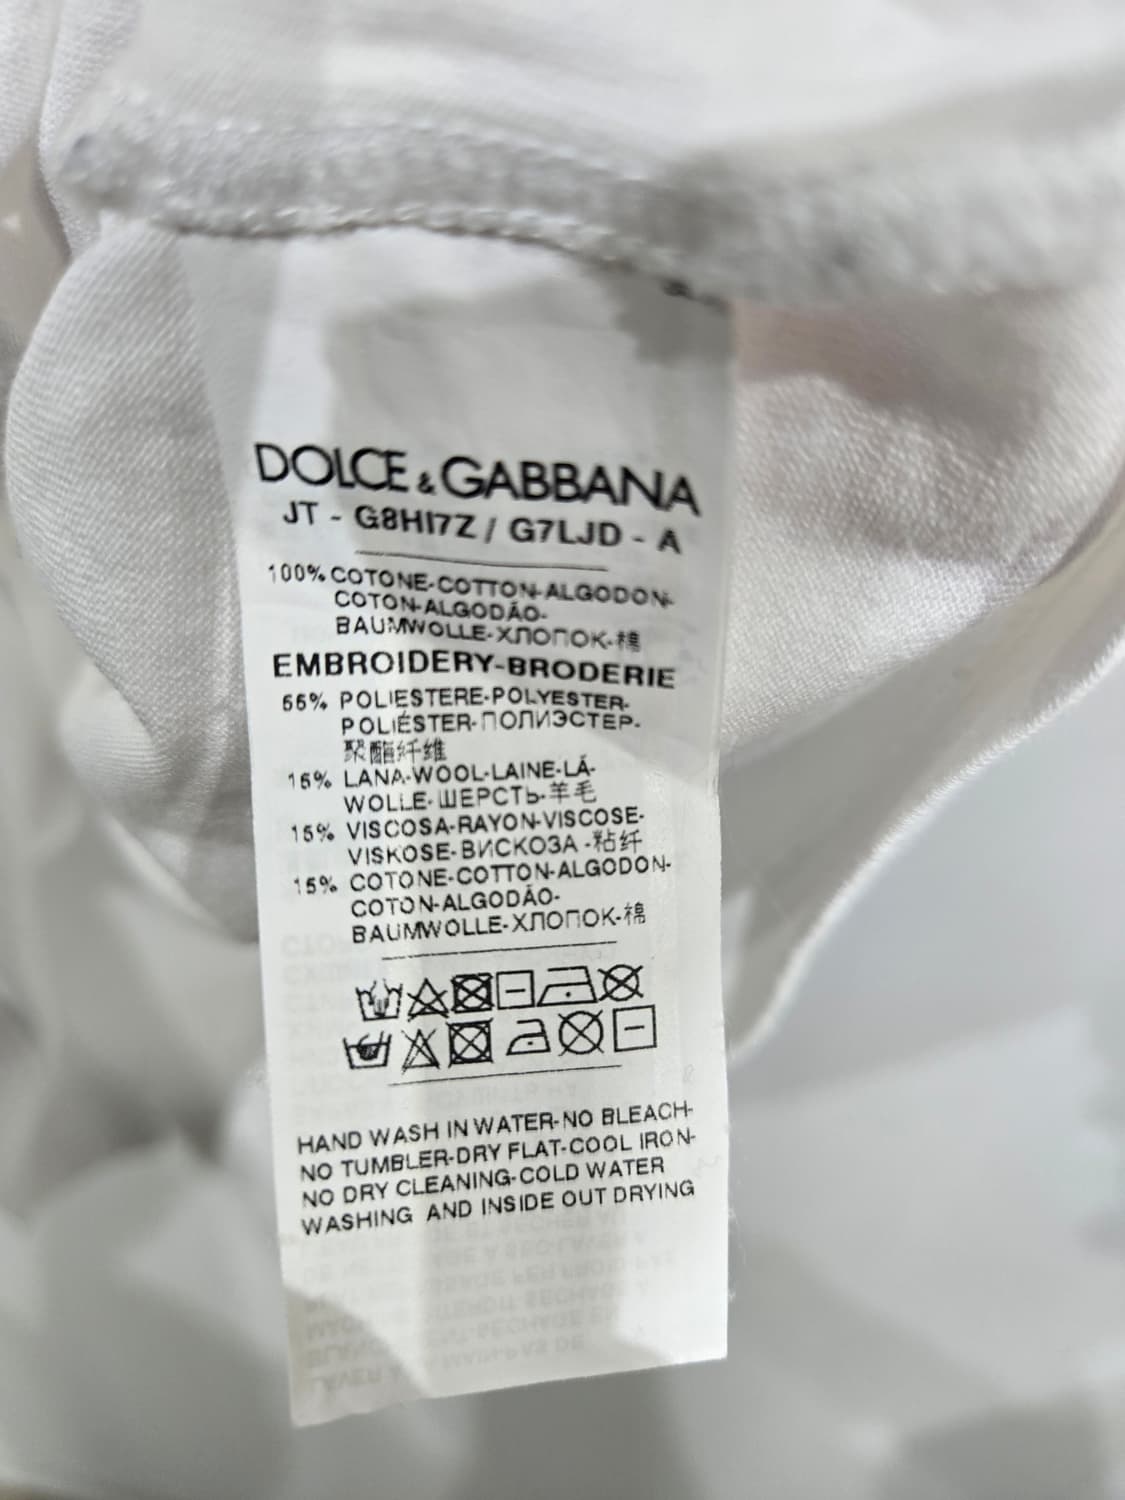 DOLCE & GABBANA
JT - G8HI7Z / G7LJD - A
100% COTONE-COTTON-ALGODON-
COTON-ALGODÃO-
BAUMWOLLE-ХЛОПОК-棉
EMBROIDERY-BRODERIE
55% POLIESTERE-POLYESTER-
POLIÉSTER-ПОЛИЭСТЕР-
聚酯纤维
15% LANA-WOOL-LAINE-LÃ-
WOLLE-ШЕРСТЬ-羊毛
15% VISCOSA-RAYON-VISCOSE-
VISKOSE-ВИСКОЗА-粘纤
15% COTONE-COTTON-ALGODON-
COTON-ALGODÃO-
BAUMWOLLE-ХЛОПОК-棉
HAND WASH IN WATER-NO BLEACH-
NO TUMBLER-DRY FLAT-COOL IRON-
NO DRY CLEANING-COLD WATER
WASHING AND INSIDE OUT DRYING